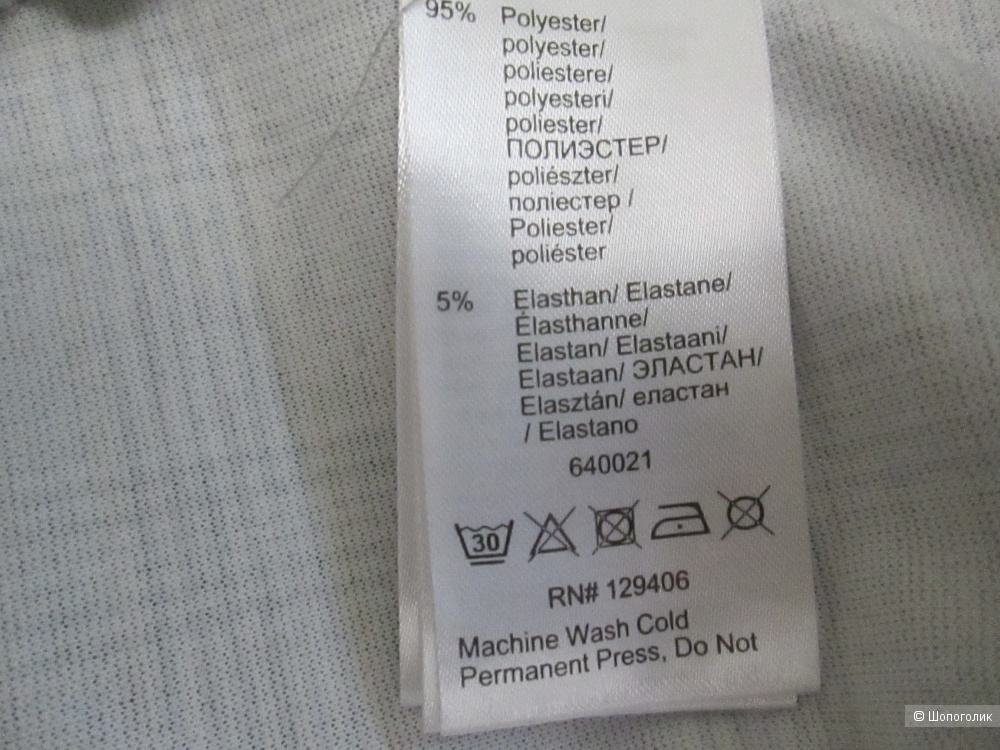 95% Polyester/
polyester/
poliestere/
polyesteri/
poliester/
ПОЛИЭСТЕР/
poliészter/
поліестер /
Poliester/
poliéster
5% Elasthan/ Elastane/
Élasthanne/
Elastan/ Elastaani/
Elastaan/ ЭЛАСТАН/
Elasztán/ еластан
/ Elastano
640021
30
RN# 129406
Machine Wash Cold
Permanent Press, Do Not
© Шопоголик